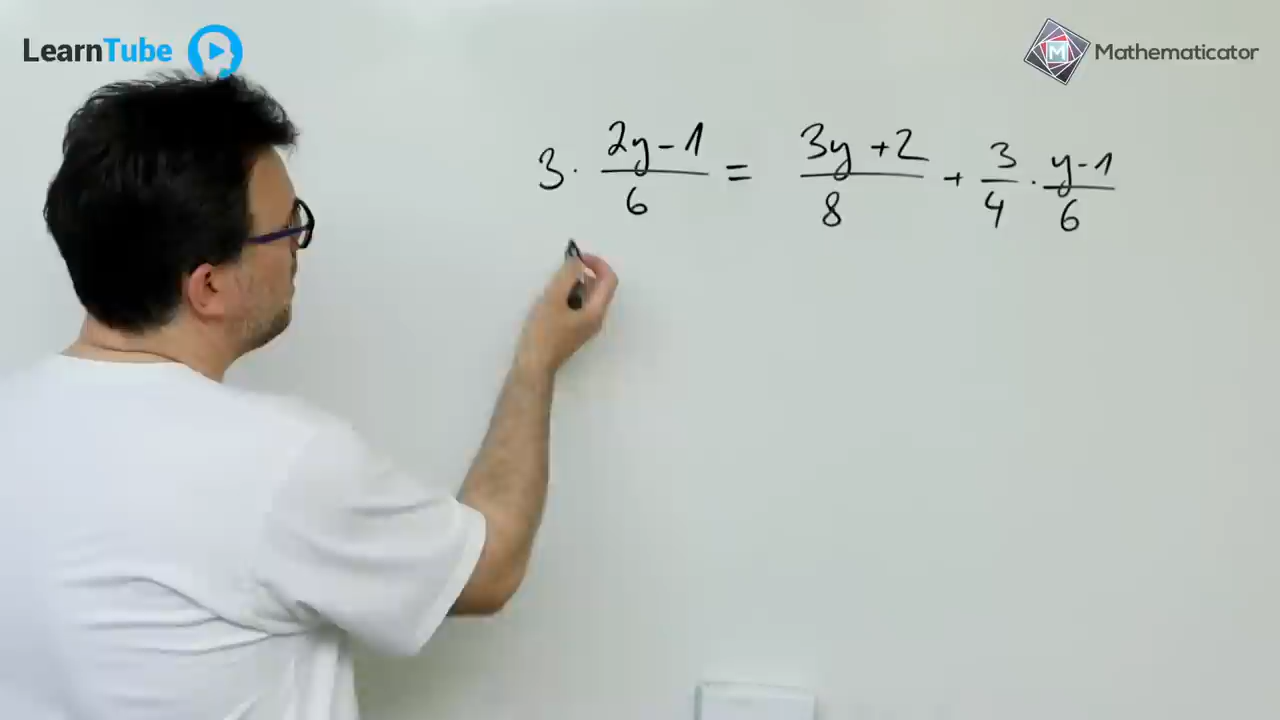 LearnTube
Mathematicator
3 · (2y - 1)/6 = (3y + 2)/8 + 3/4 · (y - 1)/6